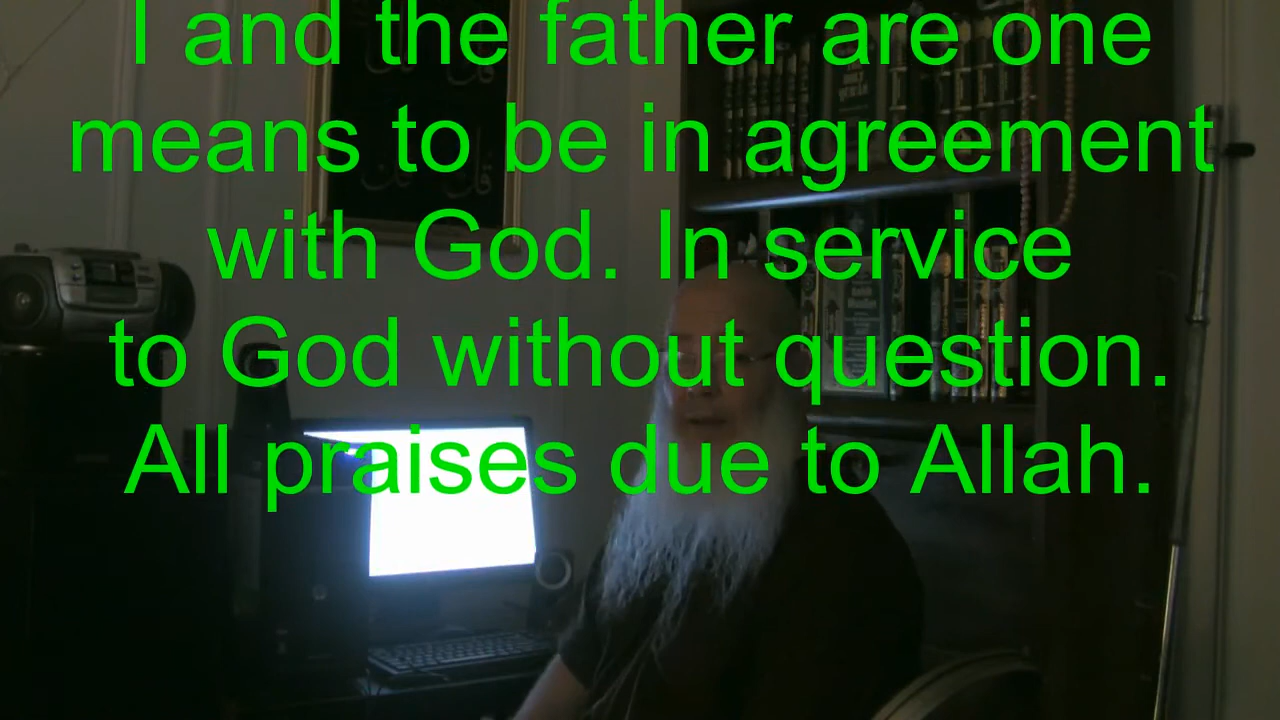 I and the father are one
means to be in agreement
with God. In service
to God without question.
All praises due to Allah.